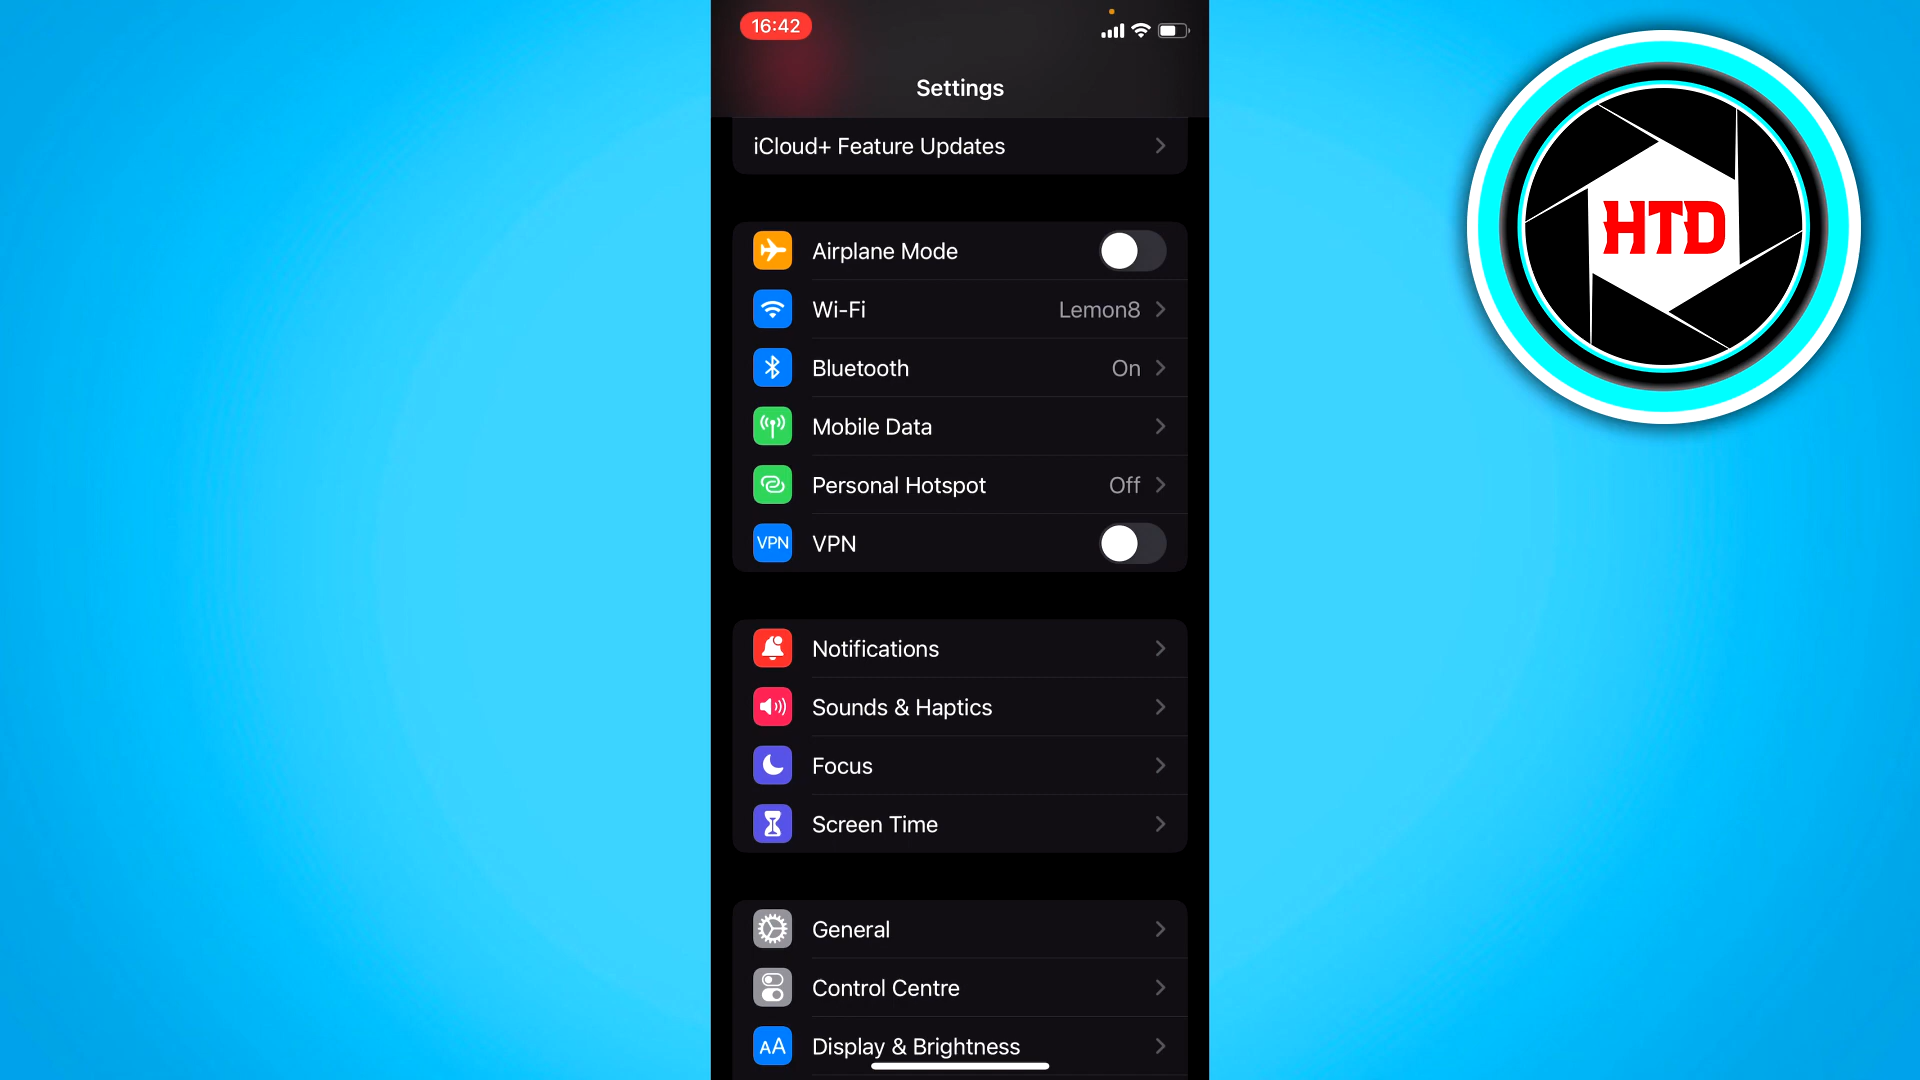 16:42
Settings
iCloud+ Feature Updates
Airplane Mode
Wi-Fi Lemon8
Bluetooth On
Mobile Data
Personal Hotspot Off
VPN VPN
Notifications
Sounds & Haptics
Focus
Screen Time
General
Control Centre
AA Display & Brightness
HTD